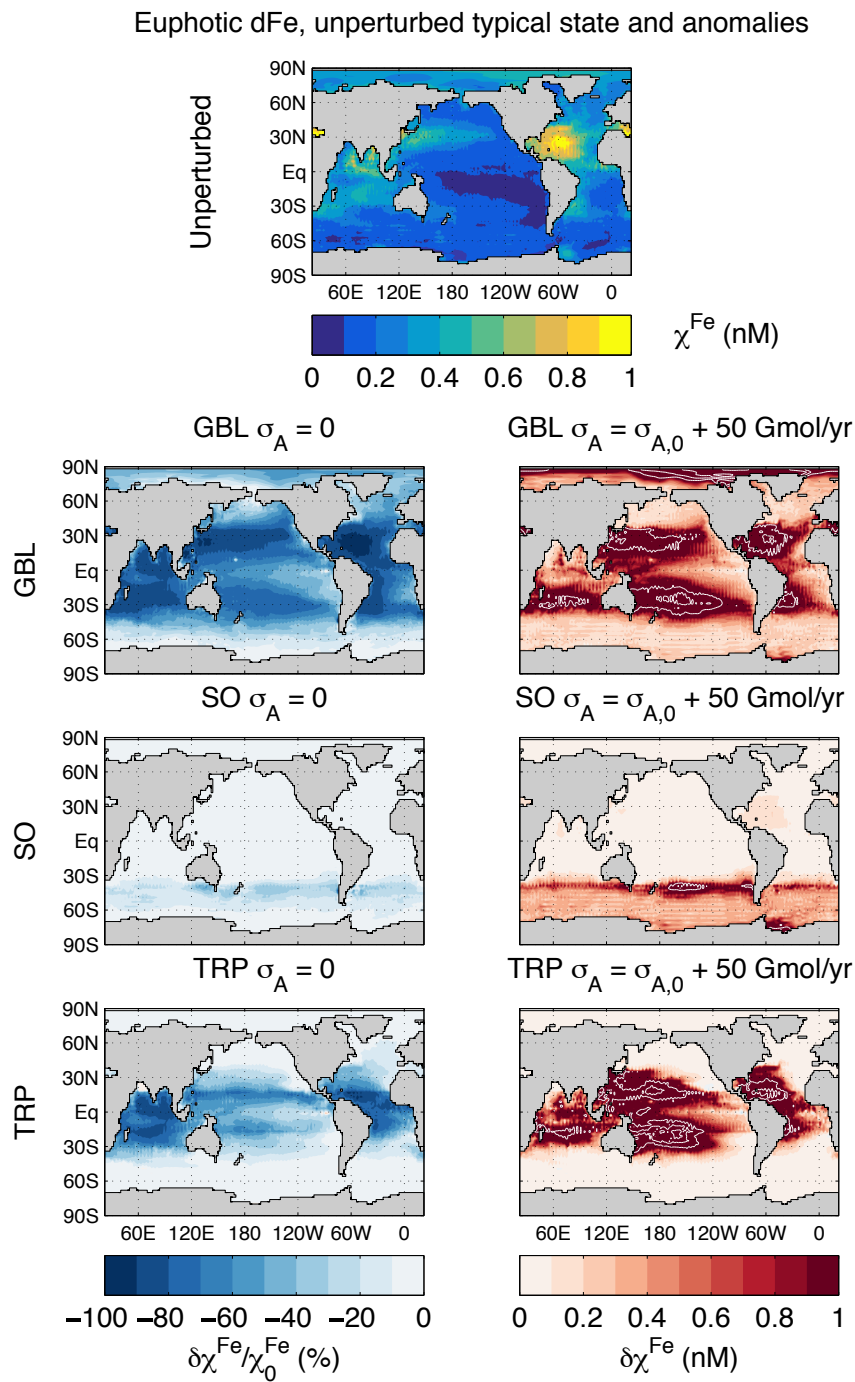 Euphotic dFe, unperturbed typical state and anomalies
Unperturbed
90N
60N
30N
Eq
30S
60S
90S
60E 120E 180 120W 60W 0
0 0.2 0.4 0.6 0.8 1
χ^Fe (nM)
GBL σ_A = 0
GBL σ_A = σ_A,0 + 50 Gmol/yr
GBL
90N
60N
30N
Eq
30S
60S
90S
SO σ_A = 0
SO σ_A = σ_A,0 + 50 Gmol/yr
SO
90N
60N
30N
Eq
30S
60S
90S
TRP σ_A = 0
TRP σ_A = σ_A,0 + 50 Gmol/yr
TRP
90N
60N
30N
Eq
30S
60S
90S
60E 120E 180 120W 60W 0
60E 120E 180 120W 60W 0
−100 −80 −60 −40 −20 0
0 0.2 0.4 0.6 0.8 1
δχ^Fe/χ_0^Fe (%)
δχ^Fe (nM)